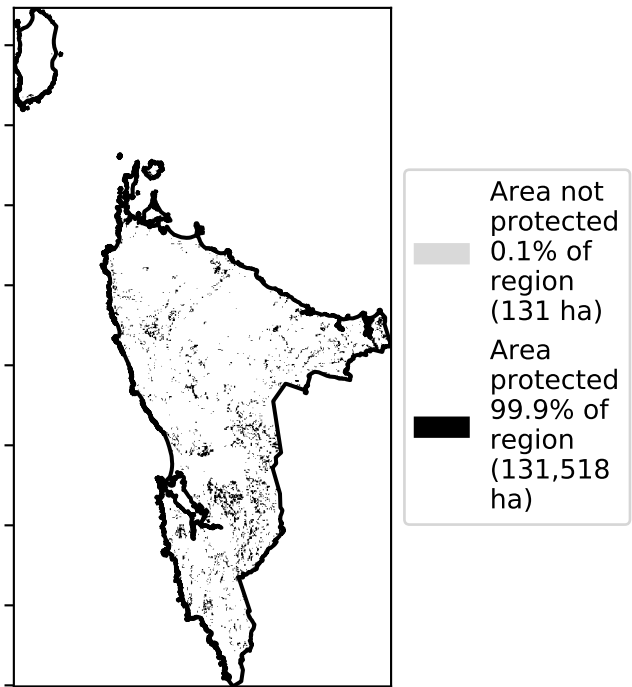 Area not
protected
0.1% of
region
(131 ha)
Area
protected
99.9% of
region
(131,518
ha)